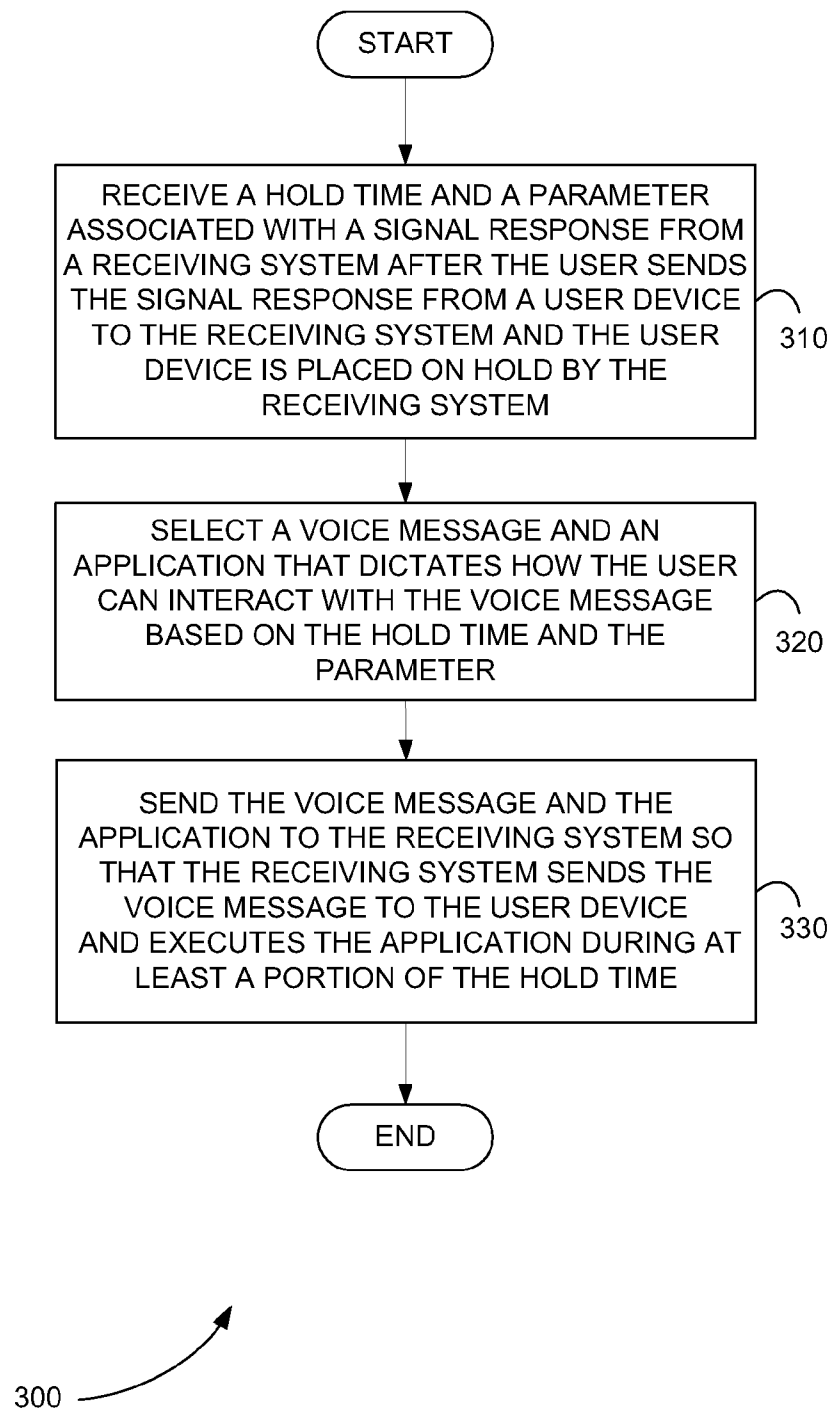 START
RECEIVE A HOLD TIME AND A PARAMETER
ASSOCIATED WITH A SIGNAL RESPONSE FROM
A RECEIVING SYSTEM AFTER THE USER SENDS
THE SIGNAL RESPONSE FROM A USER DEVICE
TO THE RECEIVING SYSTEM AND THE USER
DEVICE IS PLACED ON HOLD BY THE
RECEIVING SYSTEM
310
SELECT A VOICE MESSAGE AND AN
APPLICATION THAT DICTATES HOW THE USER
CAN INTERACT WITH THE VOICE MESSAGE
BASED ON THE HOLD TIME AND THE
PARAMETER
320
SEND THE VOICE MESSAGE AND THE
APPLICATION TO THE RECEIVING SYSTEM SO
THAT THE RECEIVING SYSTEM SENDS THE
VOICE MESSAGE TO THE USER DEVICE
AND EXECUTES THE APPLICATION DURING AT
LEAST A PORTION OF THE HOLD TIME
330
END
300